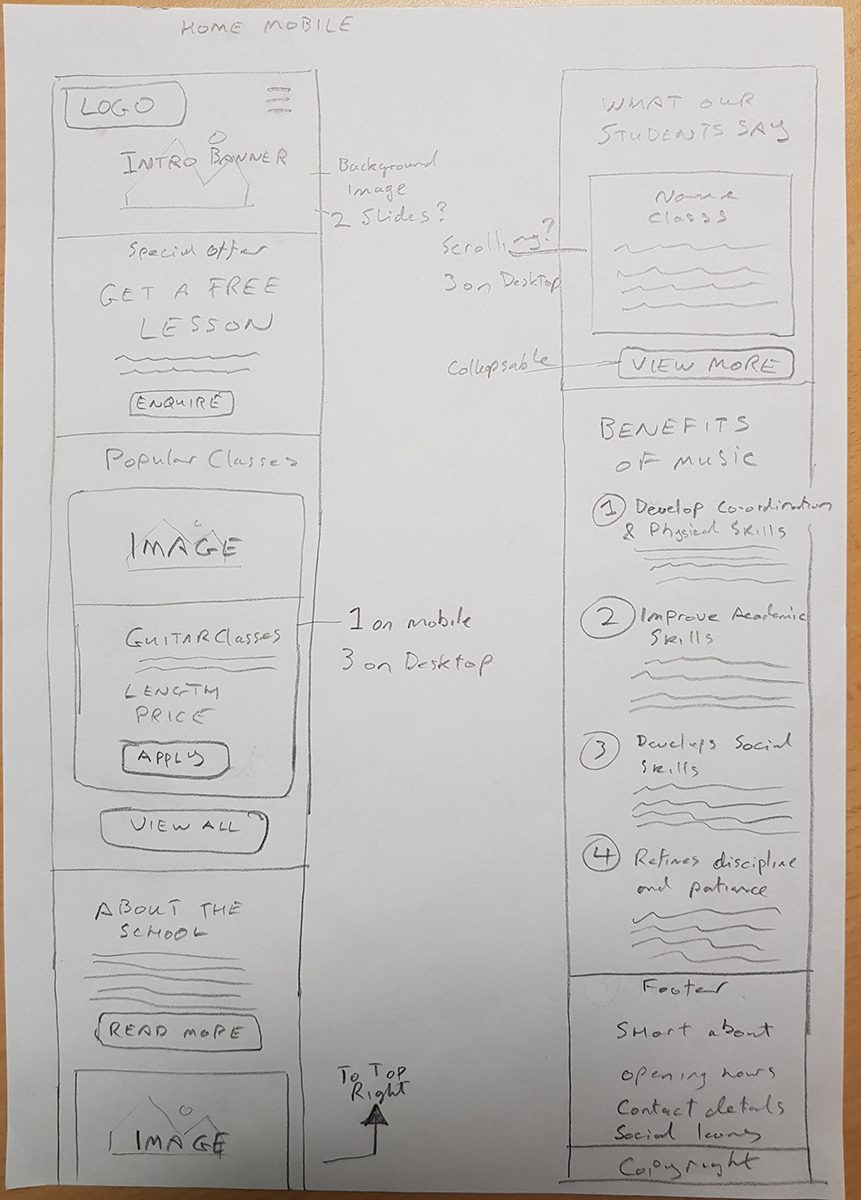 HOME MOBILE
LOGO
INTRO BANNER
Background
Image
2 Slides?
Special Offer
GET A FREE
LESSON
ENQUIRE
Popular Classes
IMAGE
GUITAR Classes
LENGTH
PRICE
APPLY
1 on mobile
3 on Desktop
VIEW ALL
ABOUT THE
SCHOOL
READ MORE
IMAGE
To Top
Right
WHAT OUR
STUDENTS SAY
Name
Classs
Scrolling?
3 on Desktop
Collapsable
VIEW MORE
BENEFITS
OF MUSIC
1 Develop Co-ordination
& Physical Skills
2 Improve Academic
Skills
3 Develops Social
Skills
4 Refines discipline
and patiance
Footer
Short about
opening hours
Contact details
Social Icons
Copyright